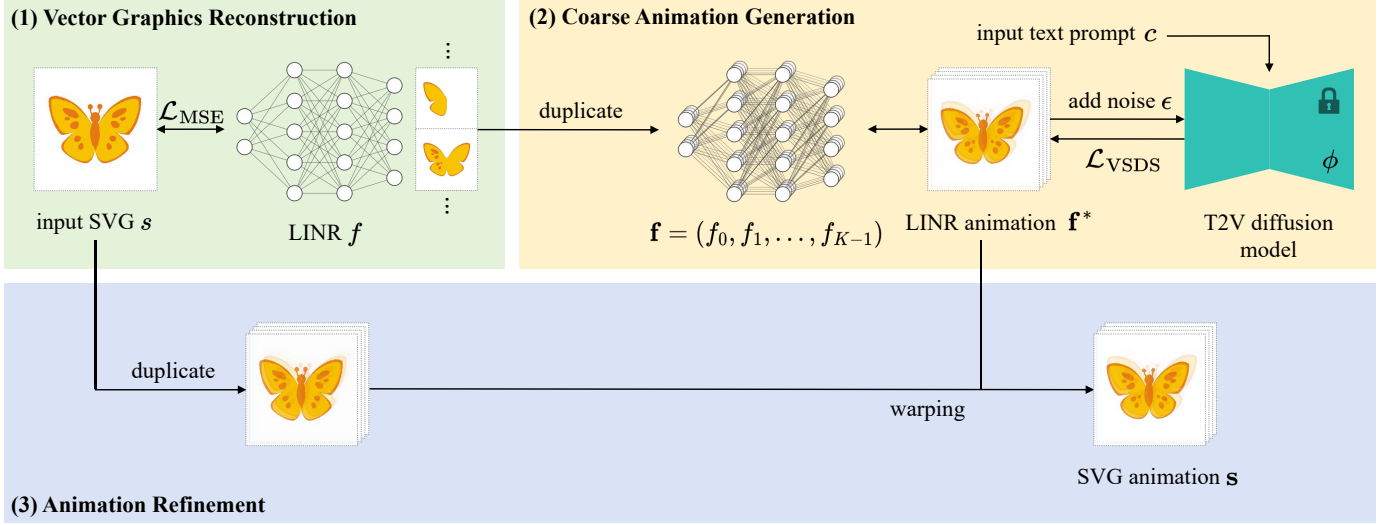 (1) Vector Graphics Reconstruction
⋮
𝓛MSE
input SVG s
LINR f
⋮
(2) Coarse Animation Generation
input text prompt c
duplicate
add noise ϵ
𝓛VSDS
ϕ
f = (f₀, f₁, . . . , f_{K−1})
LINR animation f*
T2V diffusion
model
duplicate
warping
SVG animation s
(3) Animation Refinement